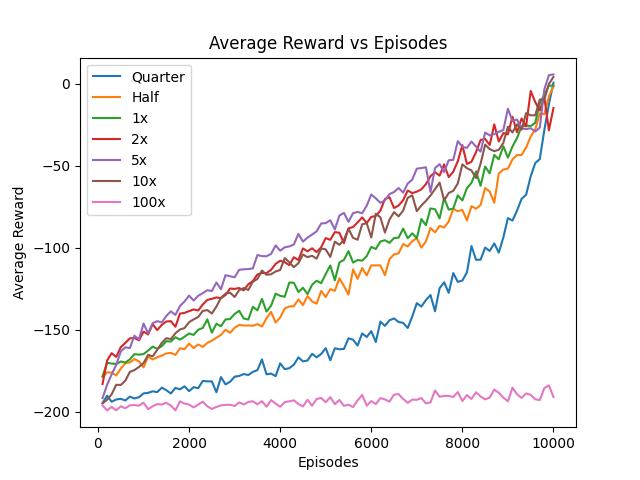 Average Reward vs Episodes
Average Reward
0
−50
−100
−150
−200
Quarter
Half
1x
2x
5x
10x
100x
0 2000 4000 6000 8000 10000
Episodes